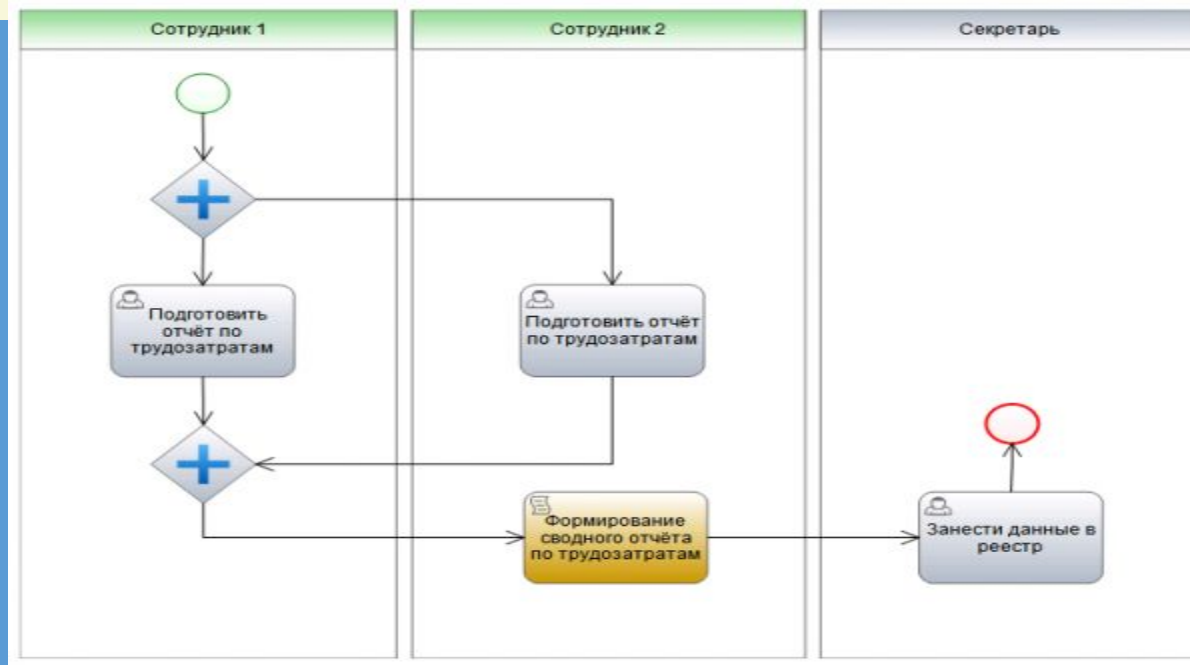 Сотрудник 1
Сотрудник 2
Секретарь
Подготовить
отчёт по
трудозатратам
Подготовить отчёт
по трудозатратам
Формирование
сводного отчёта
по трудозатратам
Занести данные в
реестр